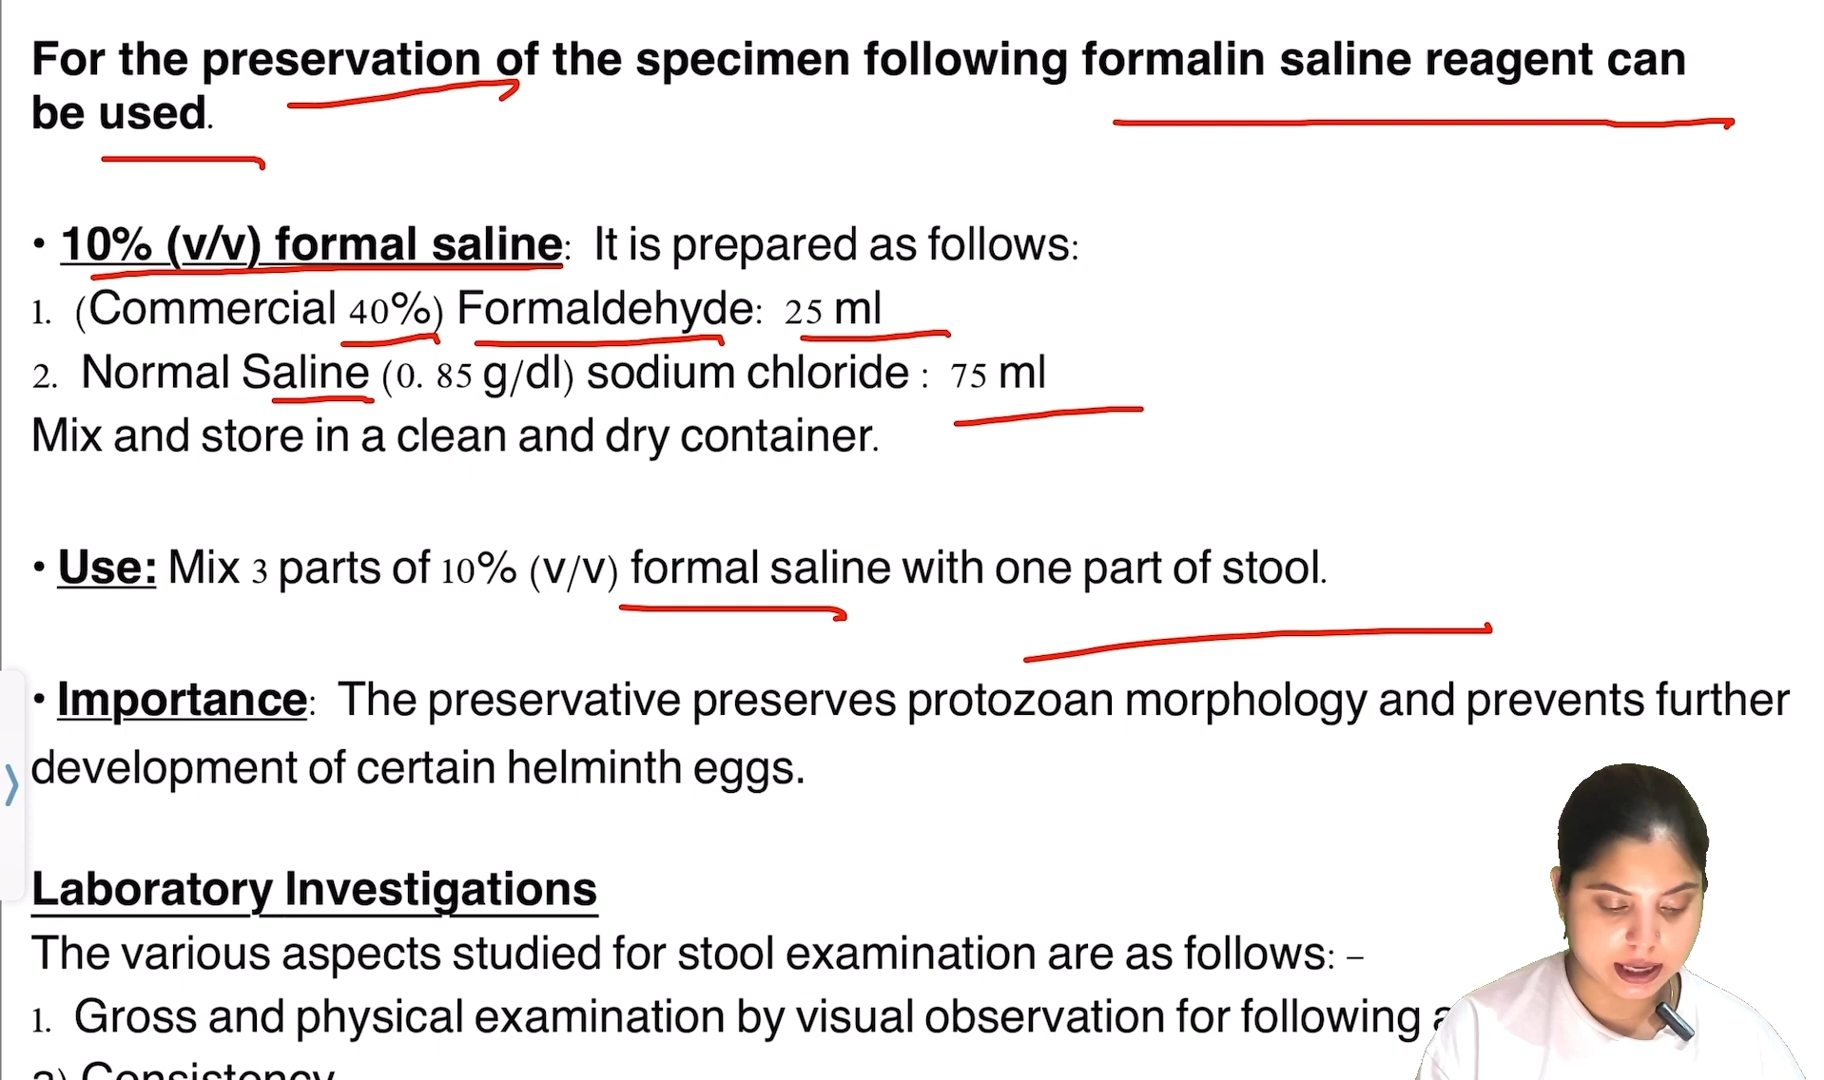 For the preservation of the specimen following formalin saline reagent can
be used.
• 10% (v/v) formal saline: It is prepared as follows:
1. (Commercial 40%) Formaldehyde: 25 ml
2. Normal Saline (0. 85 g/dl) sodium chloride : 75 ml
Mix and store in a clean and dry container.
• Use: Mix 3 parts of 10% (v/v) formal saline with one part of stool.
• Importance: The preservative preserves protozoan morphology and prevents further
development of certain helminth eggs.
Laboratory Investigations
The various aspects studied for stool examination are as follows: –
1. Gross and physical examination by visual observation for following
a) Consistency